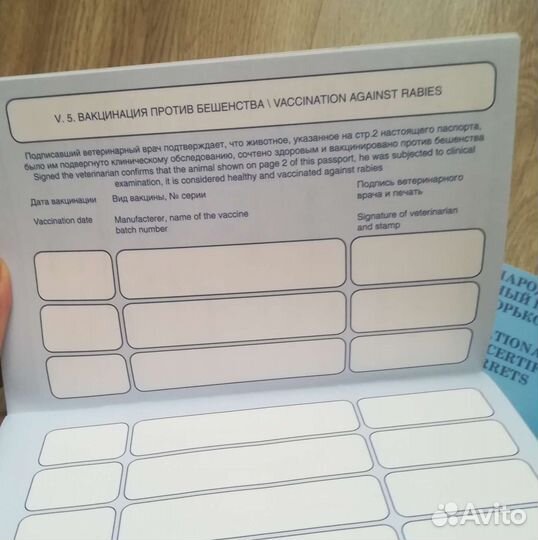 V. 5. ВАКЦИНАЦИЯ ПРОТИВ БЕШЕНСТВА \ VACCINATION AGAINST RABIES
Подписавший ветеринарный врач подтверждает, что животное, указанное на стр.2 настоящего паспорта,
было им подвергнуто клиническому обследованию, сочтено здоровым и вакцинировано против бешенства
Signed the veterinarian confirms that the animal shown on page 2 of this passport, he was subjected to clinical
examination, it is considered healthy and vaccinated against rabies
Дата вакцинации Вид вакцины, № серии
Подпись ветеринарного
врача и печать
Vaccination date
Manufacterer, name of the vaccine
batch number
Signature of veterinarian
and stamp
Avito